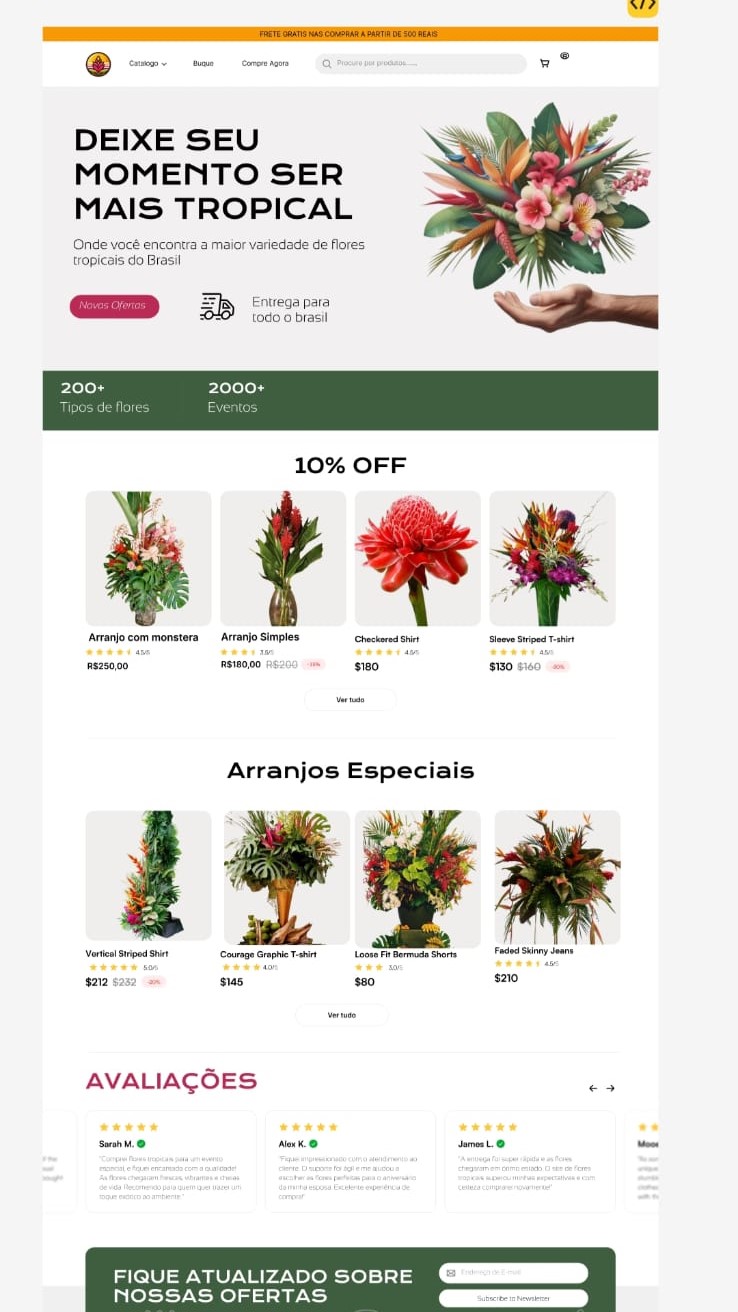 </>
FRETE GRATIS NAS COMPRAR A PARTIR DE 500 REAIS
Catalogo
Buque
Compre Agora
Procure por produtos......
DEIXE SEU
MOMENTO SER
MAIS TROPICAL
Onde você encontra a maior variedade de flores
tropicais do Brasil
Novas Ofertas
Entrega para
todo o brasil
200+
Tipos de flores
2000+
Eventos
10% OFF
Arranjo com monstera
4.5/5
R$250,00
Arranjo Simples
3.5/5
R$180,00 R$200
Checkered Shirt
4.5/5
$180
Sleeve Striped T-shirt
4.5/5
$130 $160 -30%
Ver tudo
Arranjos Especiais
Vertical Striped Shirt
5.0/5
$212 $232 -20%
Courage Graphic T-shirt
4.0/5
$145
Loose Fit Bermuda Shorts
3.0/5
$80
Faded Skinny Jeans
4.5/5
$210
Ver tudo
AVALIAÇÕES
Sarah M.
"Comprei flores tropicais para um evento
especial, e fiquei encantada com a qualidade!
As flores chegaram frescas, vibrantes e cheias
de vida. Recomendo para quem quer trazer um
toque exótico ao ambiente."
Alex K.
"Fiquei impressionado com o atendimento ao
cliente. O suporte foi ágil e me ajudou a
escolher as flores perfeitas para o aniversário
da minha esposa. Excelente experiência de
compra!"
James L.
"A entrega foi super rápida e as flores
chegaram em ótimo estado. O site de flores
tropicais superou minhas expectativas e com
certeza comprarei novamente!"
FIQUE ATUALIZADO SOBRE
NOSSAS OFERTAS
Endereço de E-mail
Subscribe to Newsletter